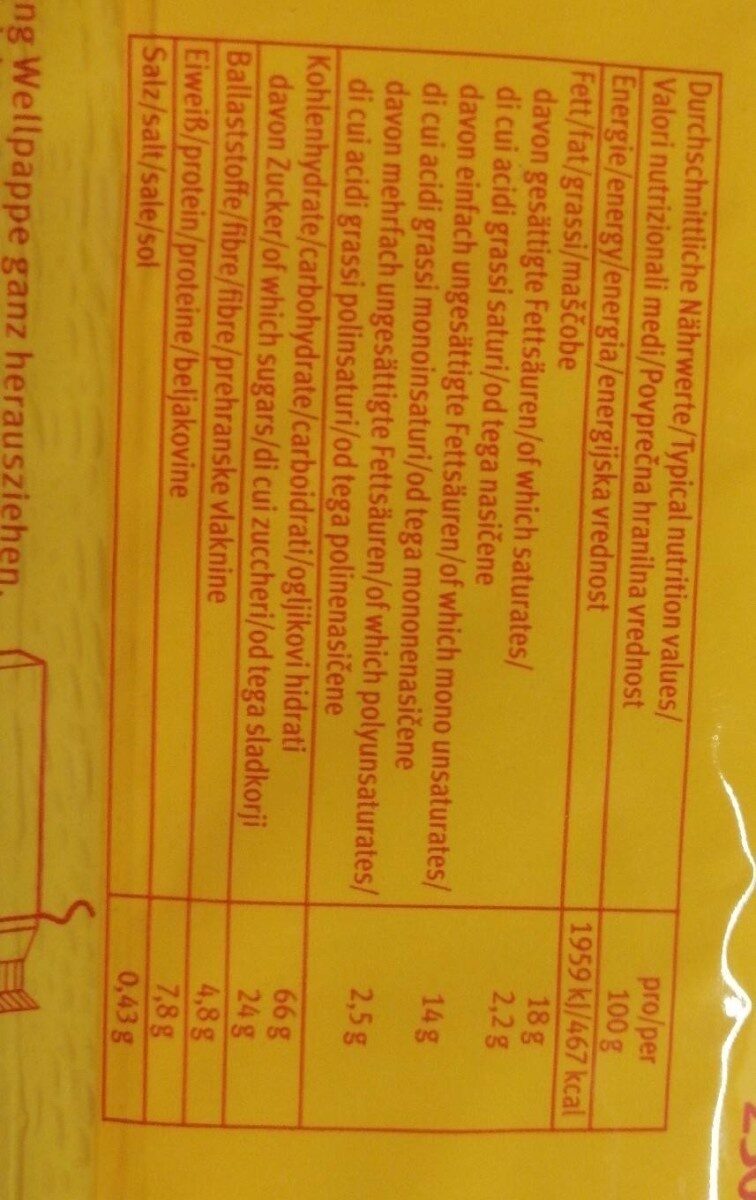 Durchschnittliche Nährwerte/Typical nutrition values/
Valori nutrizionali medi/Povprečna hranilna vrednost pro/per 100 g
Energie/energy/energia/energijska vrednost 1959 kJ/467 kcal
Fett/fat/grassi/maščobe 18 g
davon gesättigte Fettsäuren/of which saturates/
di cui acidi grassi saturi/od tega nasičene 2,2 g
davon einfach ungesättigte Fettsäuren/of which mono unsaturates/
di cui acidi grassi monoinsaturi/od tega mononenasičene 14 g
davon mehrfach ungesättigte Fettsäuren/of which polyunsaturates/
di cui acidi grassi polinsaturi/od tega polinenasičene 2,5 g
Kohlenhydrate/carbohydrate/carboidrati/ogljikovi hidrati 66 g
davon Zucker/of which sugars/di cui zuccheri/od tega sladkorji 24 g
Ballaststoffe/fibre/fibre/prehranske vlaknine 4,8 g
Eiweiß/protein/proteine/beljakovine 7,8 g
Salz/salt/sale/sol 0,43 g
ng Wellpappe ganz herausziehen.